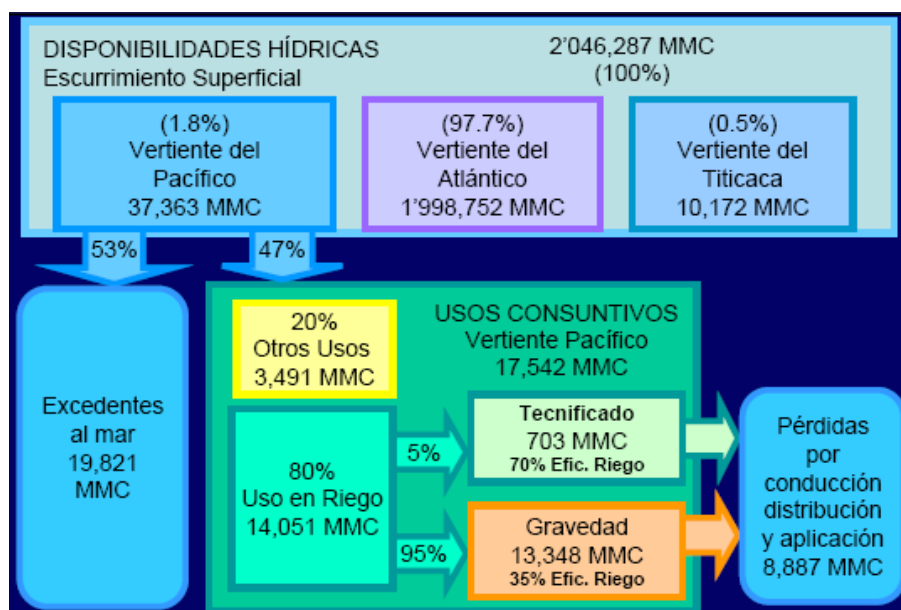 DISPONIBILIDADES HÍDRICAS
Escurrimiento Superficial
2'046,287 MMC
(100%)
(1.8%)
Vertiente del
Pacífico
37,363 MMC
(97.7%)
Vertiente del
Atlántico
1'998,752 MMC
(0.5%)
Vertiente del
Titicaca
10,172 MMC
53%
47%
Excedentes
al mar
19,821
MMC
20%
Otros Usos
3,491 MMC
USOS CONSUNTIVOS
Vertiente Pacífico
17,542 MMC
80%
Uso en Riego
14,051 MMC
5%
Tecnificado
703 MMC
70% Efic. Riego
95%
Gravedad
13,348 MMC
35% Efic. Riego
Pérdidas
por
conducción
distribución
y aplicación
8,887 MMC